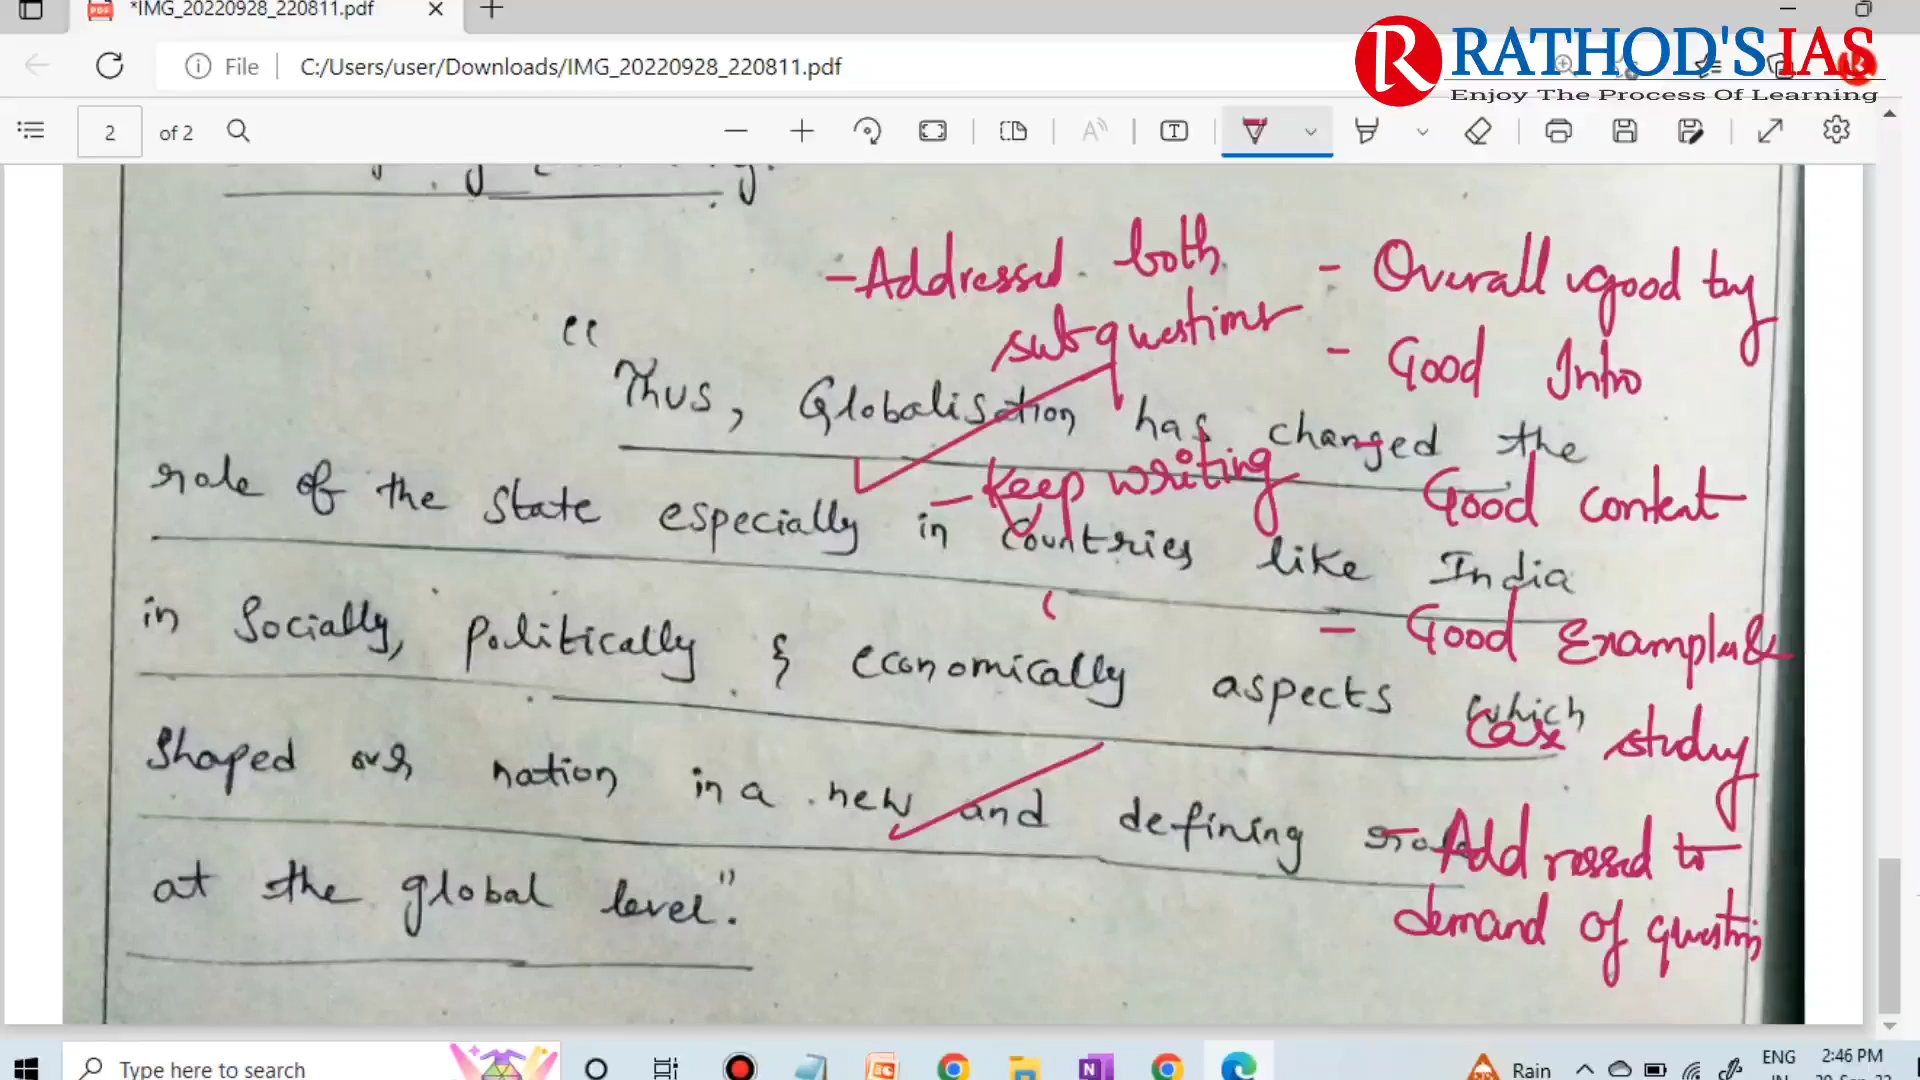 *IMG_20220928_220811.pdf
RATHOD'S IAS
Enjoy The Process Of Learning
File
C:/Users/user/Downloads/IMG_20220928_220811.pdf
2 of 2
- Addressed both
subquestions
- Overall good try
- Good Intro
"Thus, Globalisation has changed the
- Keep writing
Good content
role of the State especially in countries like India
- Good Examples &
Case study
in Socially, politically & economically aspects which
shaped our nation in a new and defining role
- Addressed to
demand of question
at the global level".
Type here to search
Rain
ENG
IN
2:46 PM